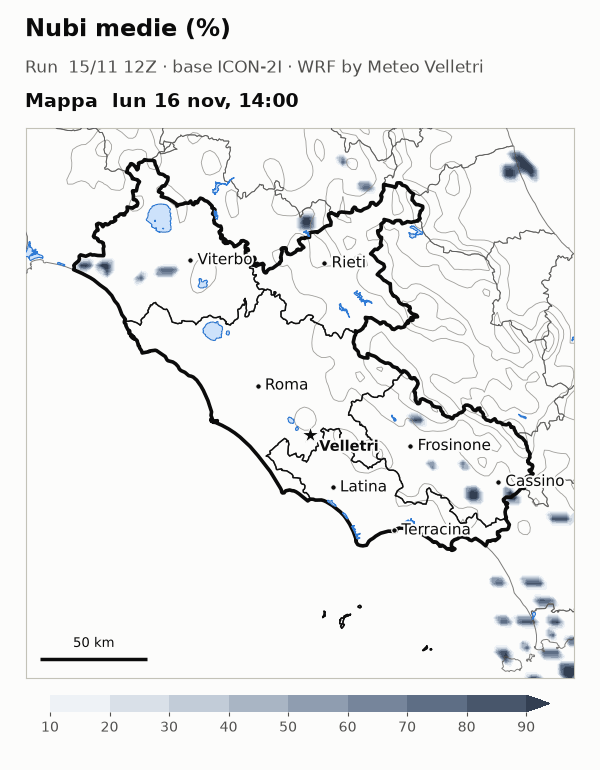 Nubi medie (%)
Run 15/11 12Z · base ICON-2I · WRF by Meteo Velletri
Mappa lun 16 nov, 14:00
Viterbo
Rieti
Roma
Velletri
Frosinone
Latina
Cassino
Terracina
50 km
10 20 30 40 50 60 70 80 90